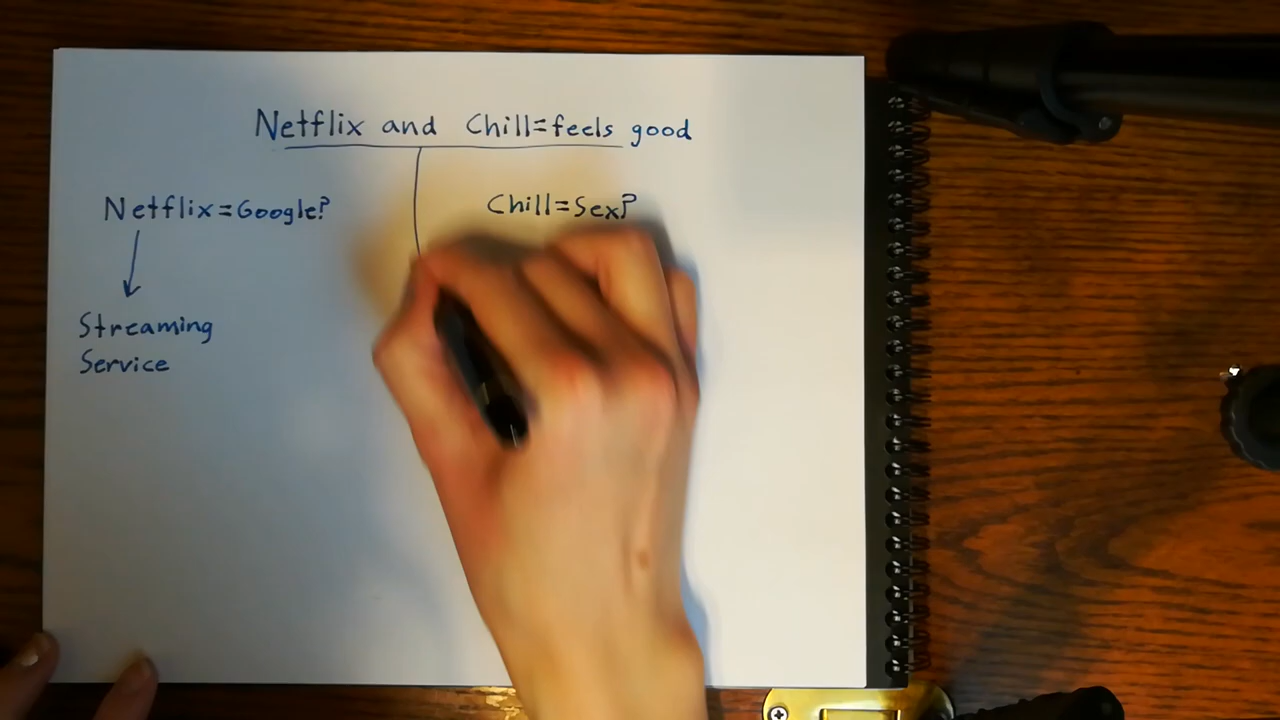 Netflix and Chill=feels good
Netflix=Google?
Chill=Sex?
Streaming
Service